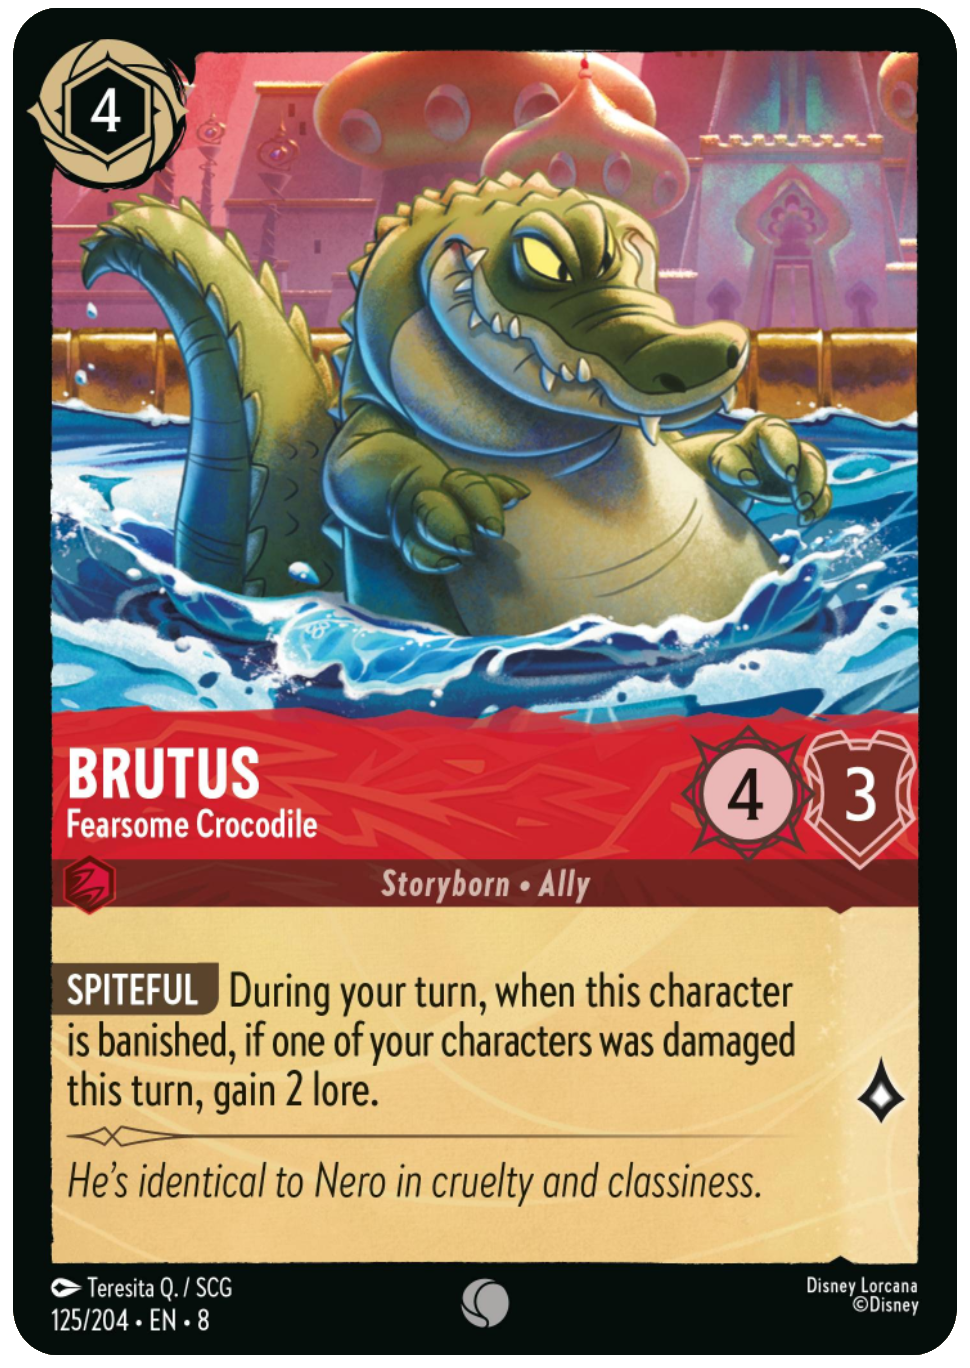 4
BRUTUS
Fearsome Crocodile
4
3
Storyborn • Ally
SPITEFUL During your turn, when this character
is banished, if one of your characters was damaged
this turn, gain 2 lore.
He's identical to Nero in cruelty and classiness.
Teresita Q. / SCG
125/204 • EN • 8
Disney Lorcana
©Disney